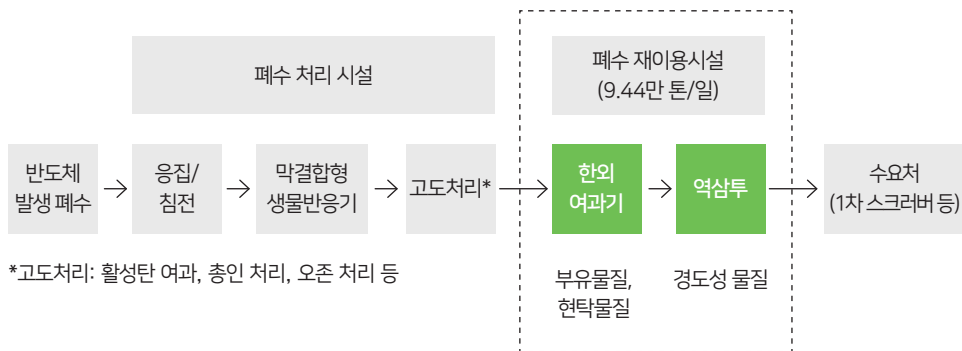 폐수 처리 시설
폐수 재이용시설
(9.44만 톤/일)
반도체
발생 폐수
응집/
침전
막결합형
생물반응기
고도처리*
한외
여과기
역삼투
수요처
(1차 스크러버 등)
*고도처리: 활성탄 여과, 총인 처리, 오존 처리 등
부유물질,
현탁물질
경도성 물질